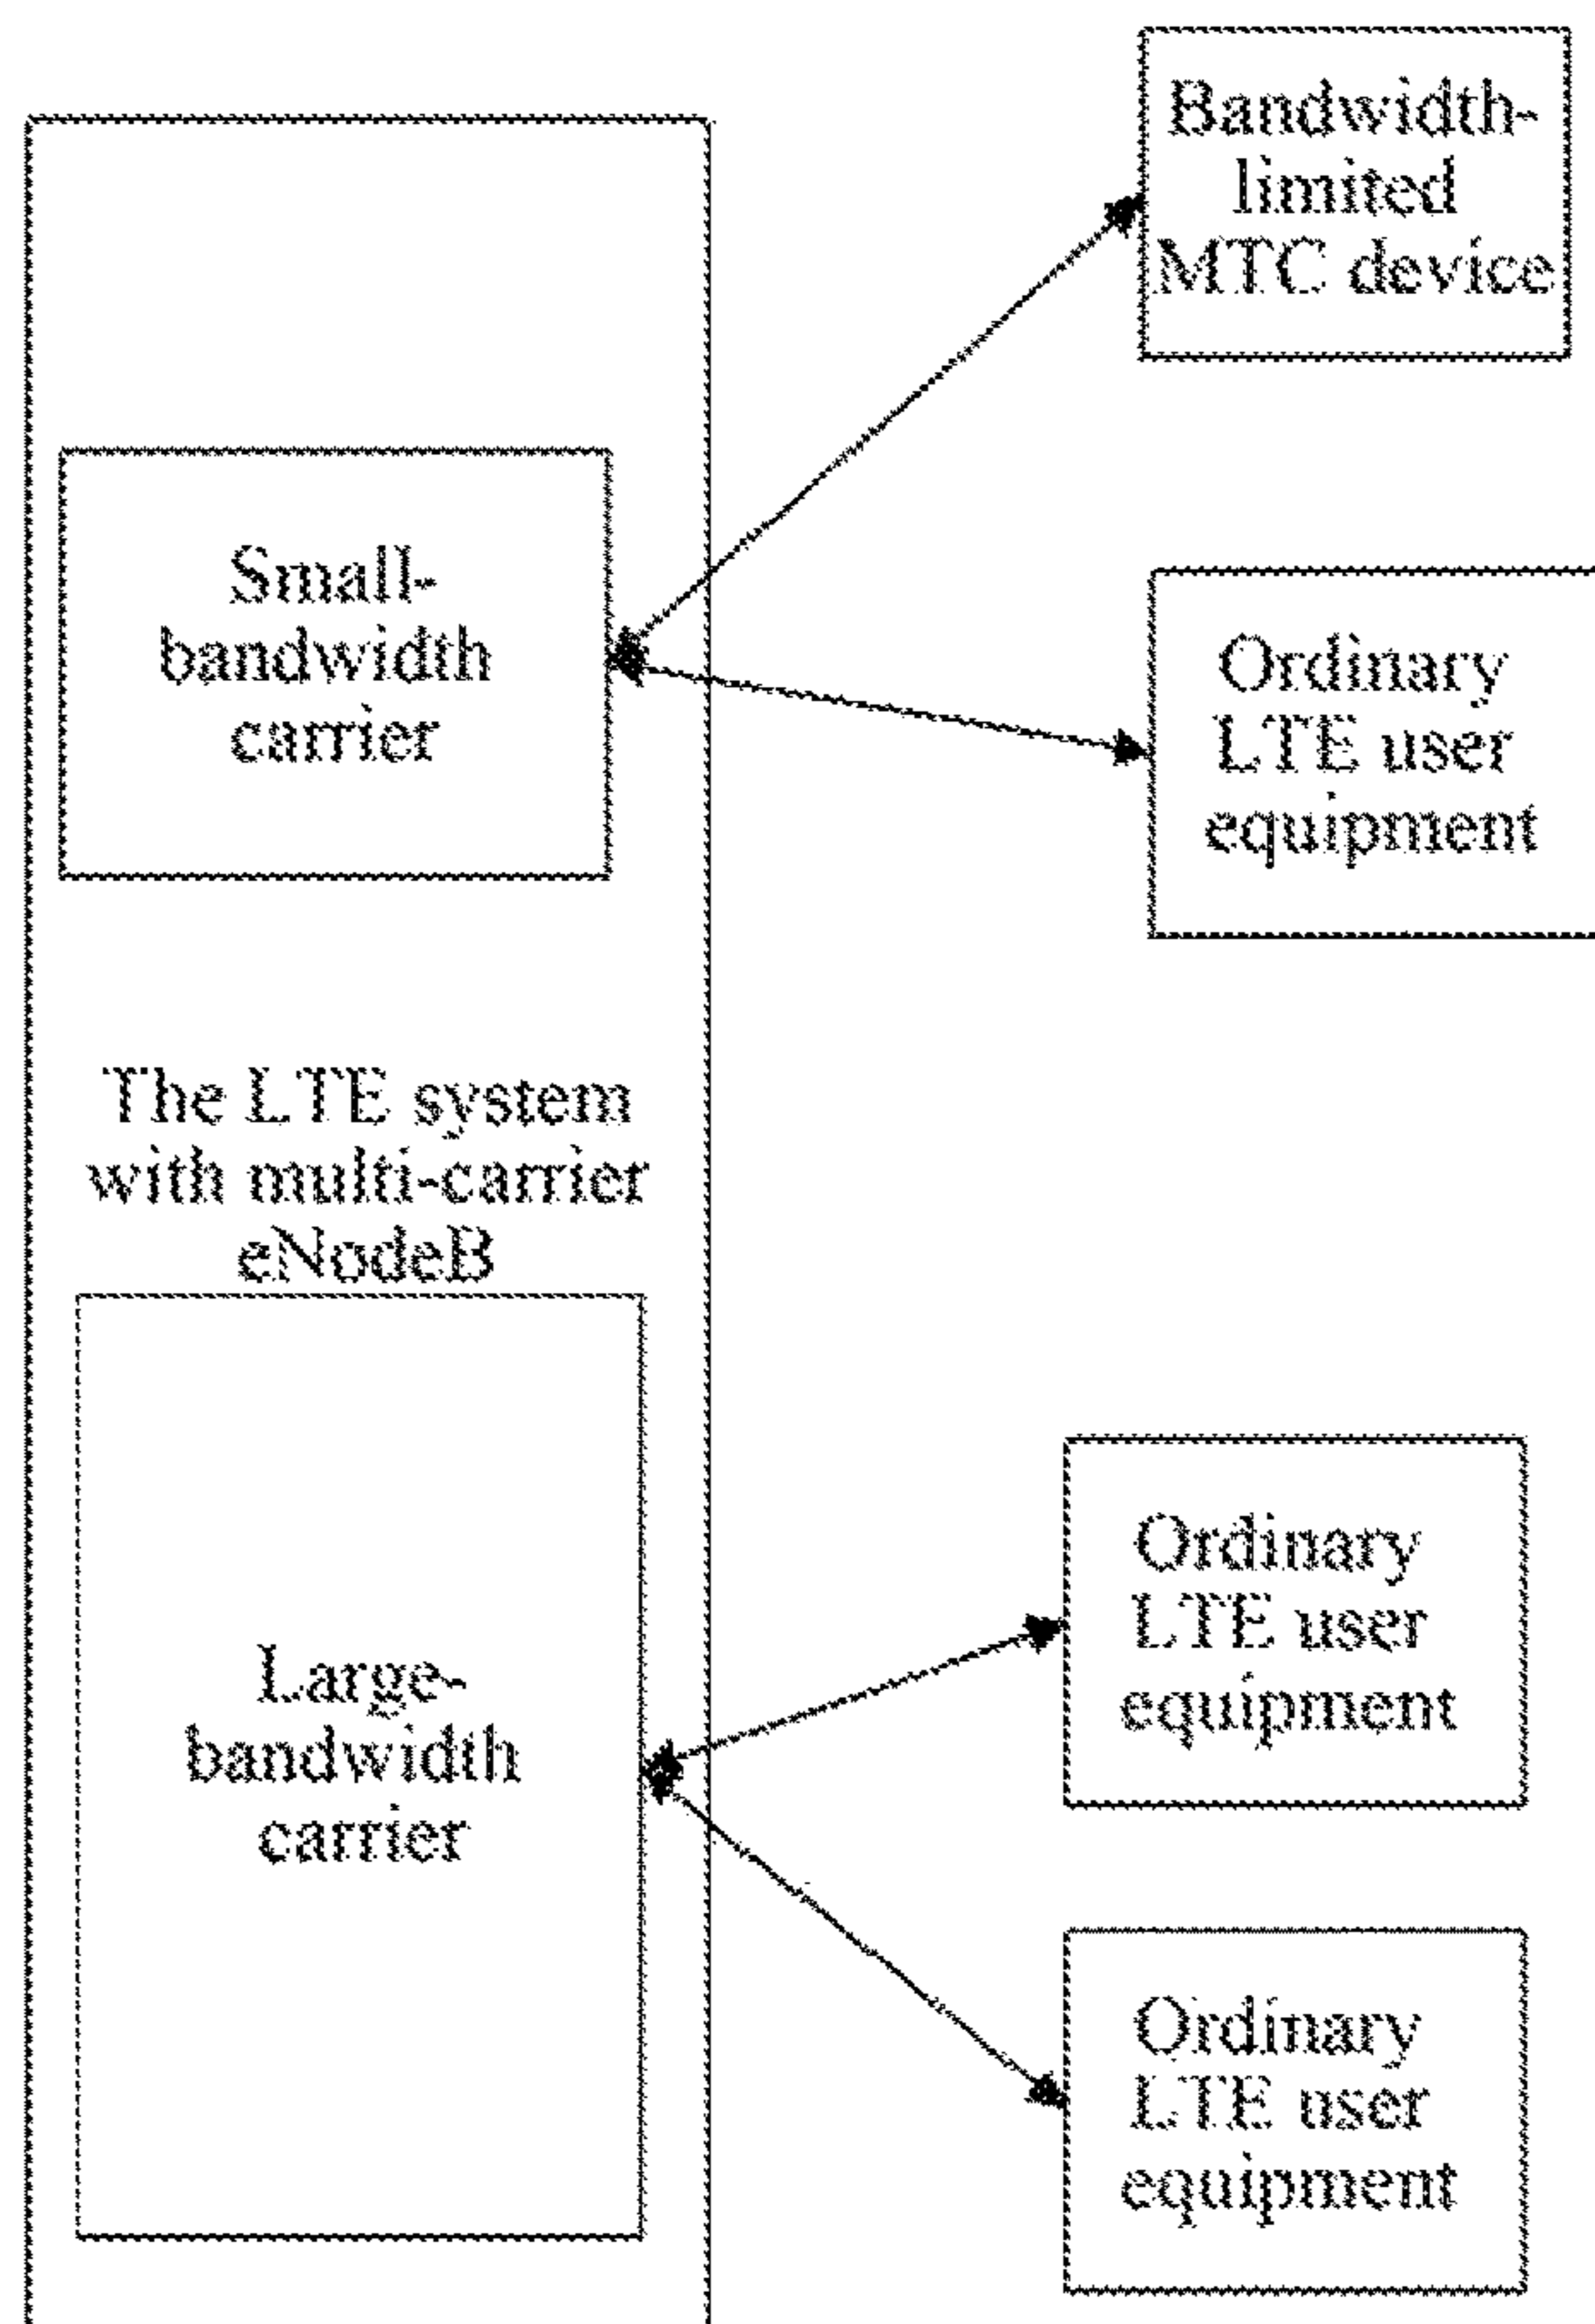 Bandwidth-
limited
MTC device
Small-
bandwidth
carrier
Ordinary
LTE user
equipment
The LTE system
with multi-carrier
eNodeB
Large-
bandwidth
carrier
Ordinary
LTE user
equipment
Ordinary
LTE user
equipment